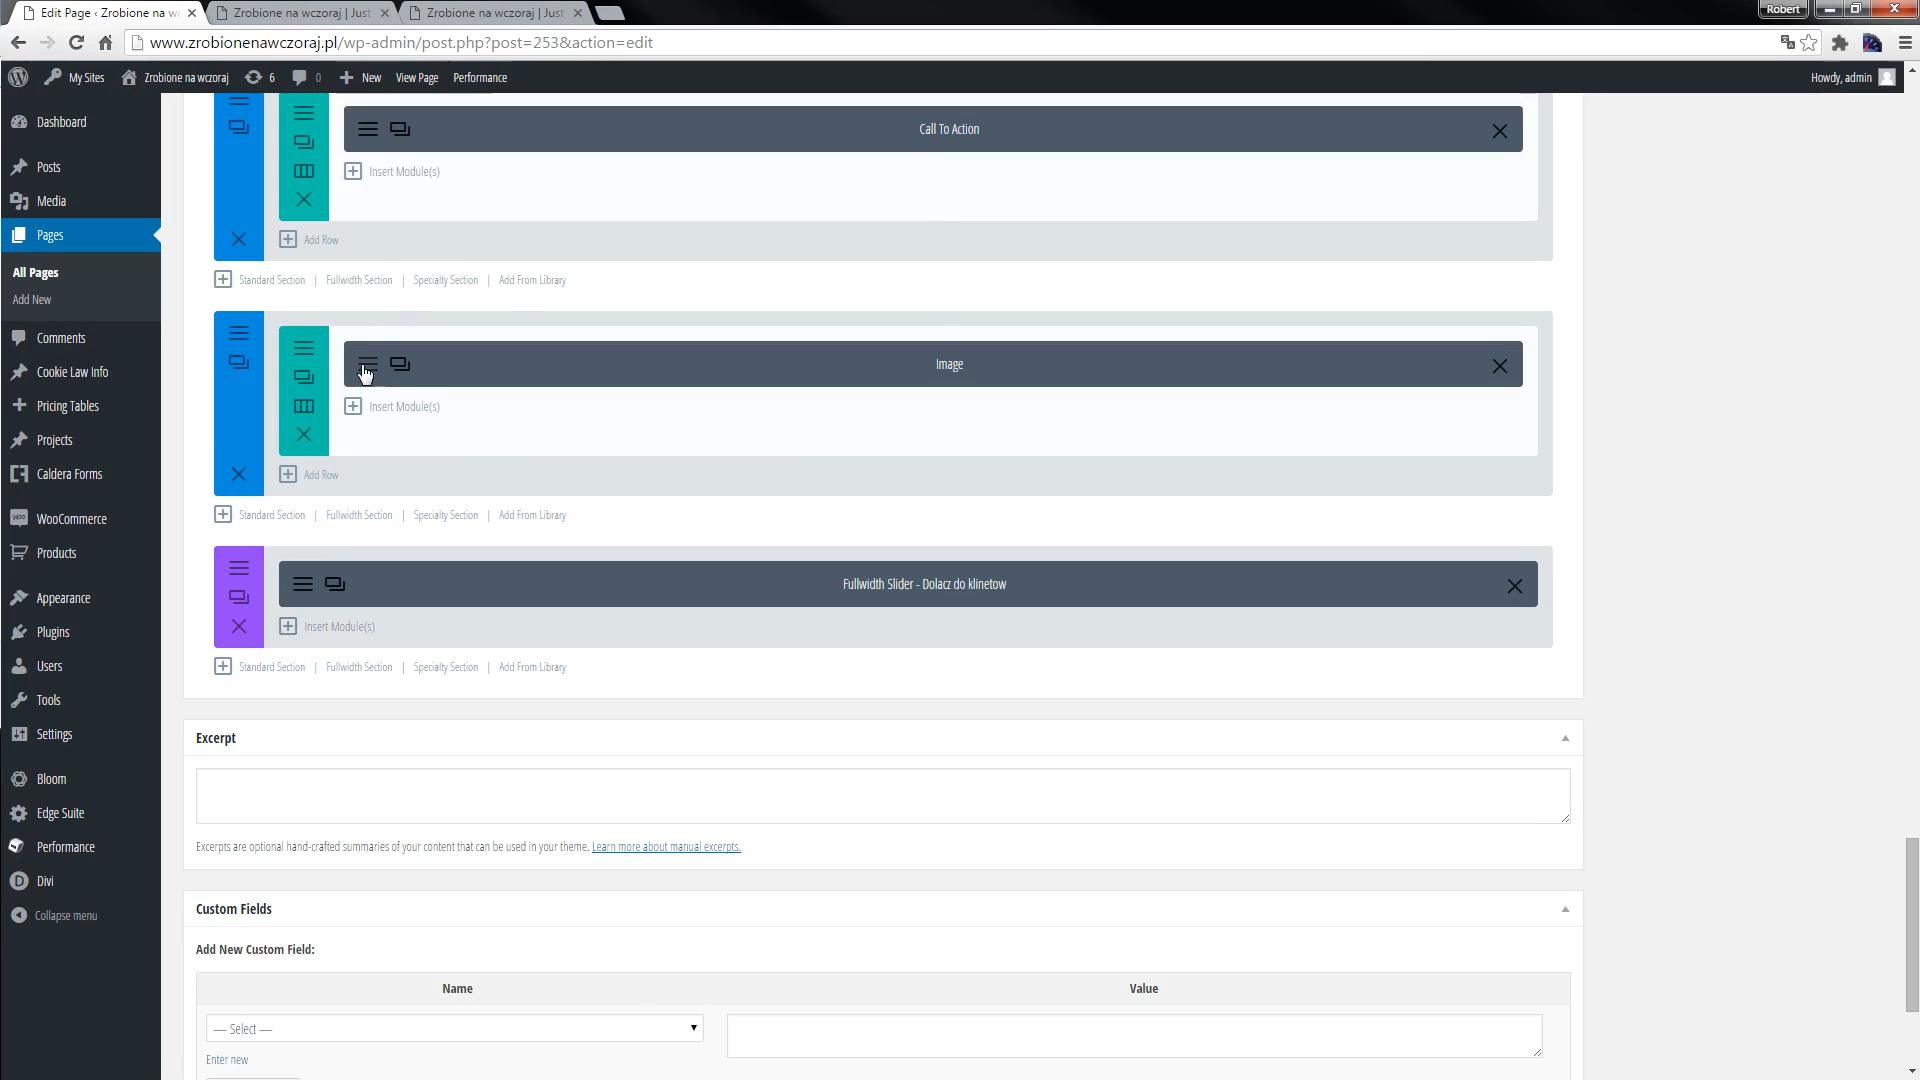 Edit Page ‹ Zrobione na w
Zrobione na wczoraj | Just
Zrobione na wczoraj | Just
Robert
www.zrobionenawczoraj.pl/wp-admin/post.php?post=253&action=edit
My Sites
Zrobione na wczoraj
6
0
New
View Page
Performance
Howdy, admin
Dashboard
Posts
Media
Pages
All Pages
Add New
Comments
Cookie Law Info
Pricing Tables
Projects
Caldera Forms
WooCommerce
Products
Appearance
Plugins
Users
Tools
Settings
Bloom
Edge Suite
Performance
Divi
Collapse menu
Call To Action
Insert Module(s)
Add Row
Standard Section | Fullwidth Section | Specialty Section | Add From Library
Image
Insert Module(s)
Add Row
Standard Section | Fullwidth Section | Specialty Section | Add From Library
Fullwidth Slider - Dolacz do klinetow
Insert Module(s)
Standard Section | Fullwidth Section | Specialty Section | Add From Library
Excerpt
Excerpts are optional hand-crafted summaries of your content that can be used in your theme. Learn more about manual excerpts.
Custom Fields
Add New Custom Field:
Name
Value
— Select —
Enter new